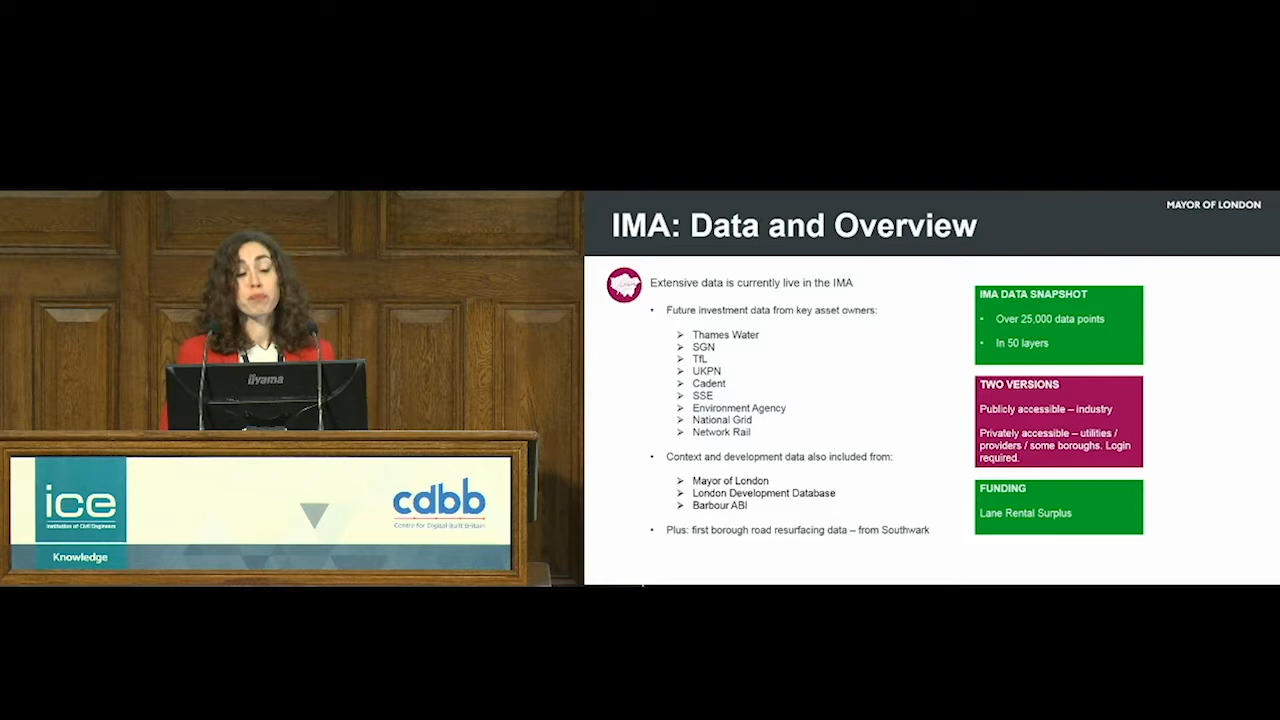 MAYOR OF LONDON
IMA: Data and Overview
Extensive data is currently live in the IMA
• Future investment data from key asset owners:
➢ Thames Water
➢ SGN
➢ TfL
➢ UKPN
➢ Cadent
➢ SSE
➢ Environment Agency
➢ National Grid
➢ Network Rail
• Context and development data also included from:
➢ Mayor of London
➢ London Development Database
➢ Barbour ABI
• Plus: first borough road resurfacing data – from Southwark
IMA DATA SNAPSHOT
• Over 25,000 data points
• In 50 layers
TWO VERSIONS
Publicly accessible – industry
Privately accessible – utilities /
providers / some boroughs. Login
required.
FUNDING
Lane Rental Surplus
iiyama
ice
Institution of Civil Engineers
Knowledge
cdbb
Centre for Digital Built Britain